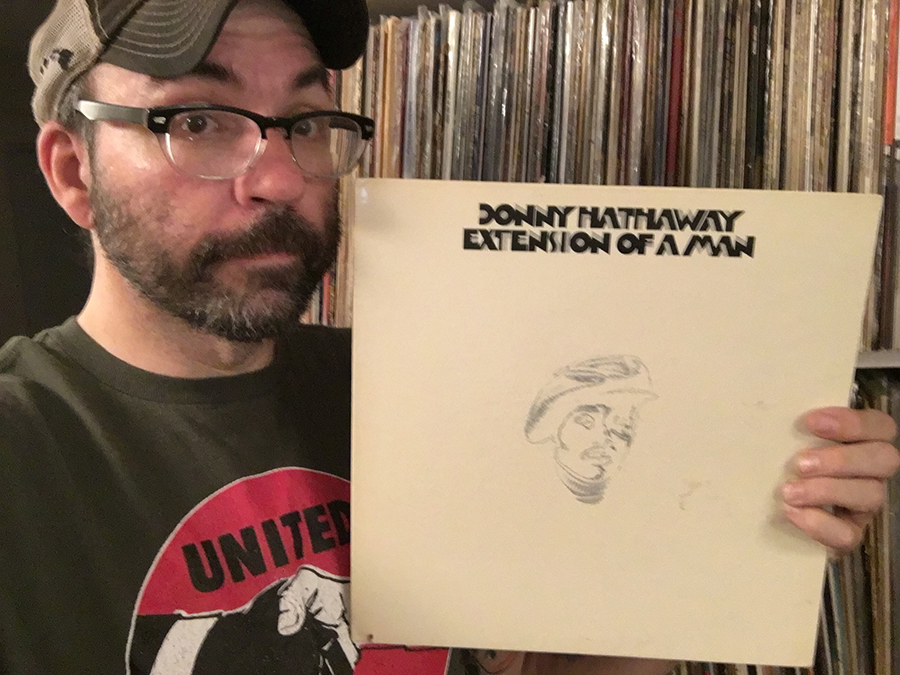 DONNY HATHAWAY
EXTENSION OF A MAN
UNITED